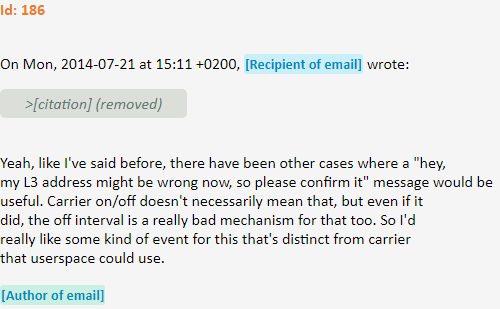 Id: 186
On Mon, 2014-07-21 at 15:11 +0200, [Recipient of email] wrote:
>[citation] (removed)
Yeah, like I've said before, there have been other cases where a "hey,
my L3 address might be wrong now, so please confirm it" message would be
useful. Carrier on/off doesn't necessarily mean that, but even if it
did, the off interval is a really bad mechanism for that too. So I'd
really like some kind of event for this that's distinct from carrier
that userspace could use.
[Author of email]